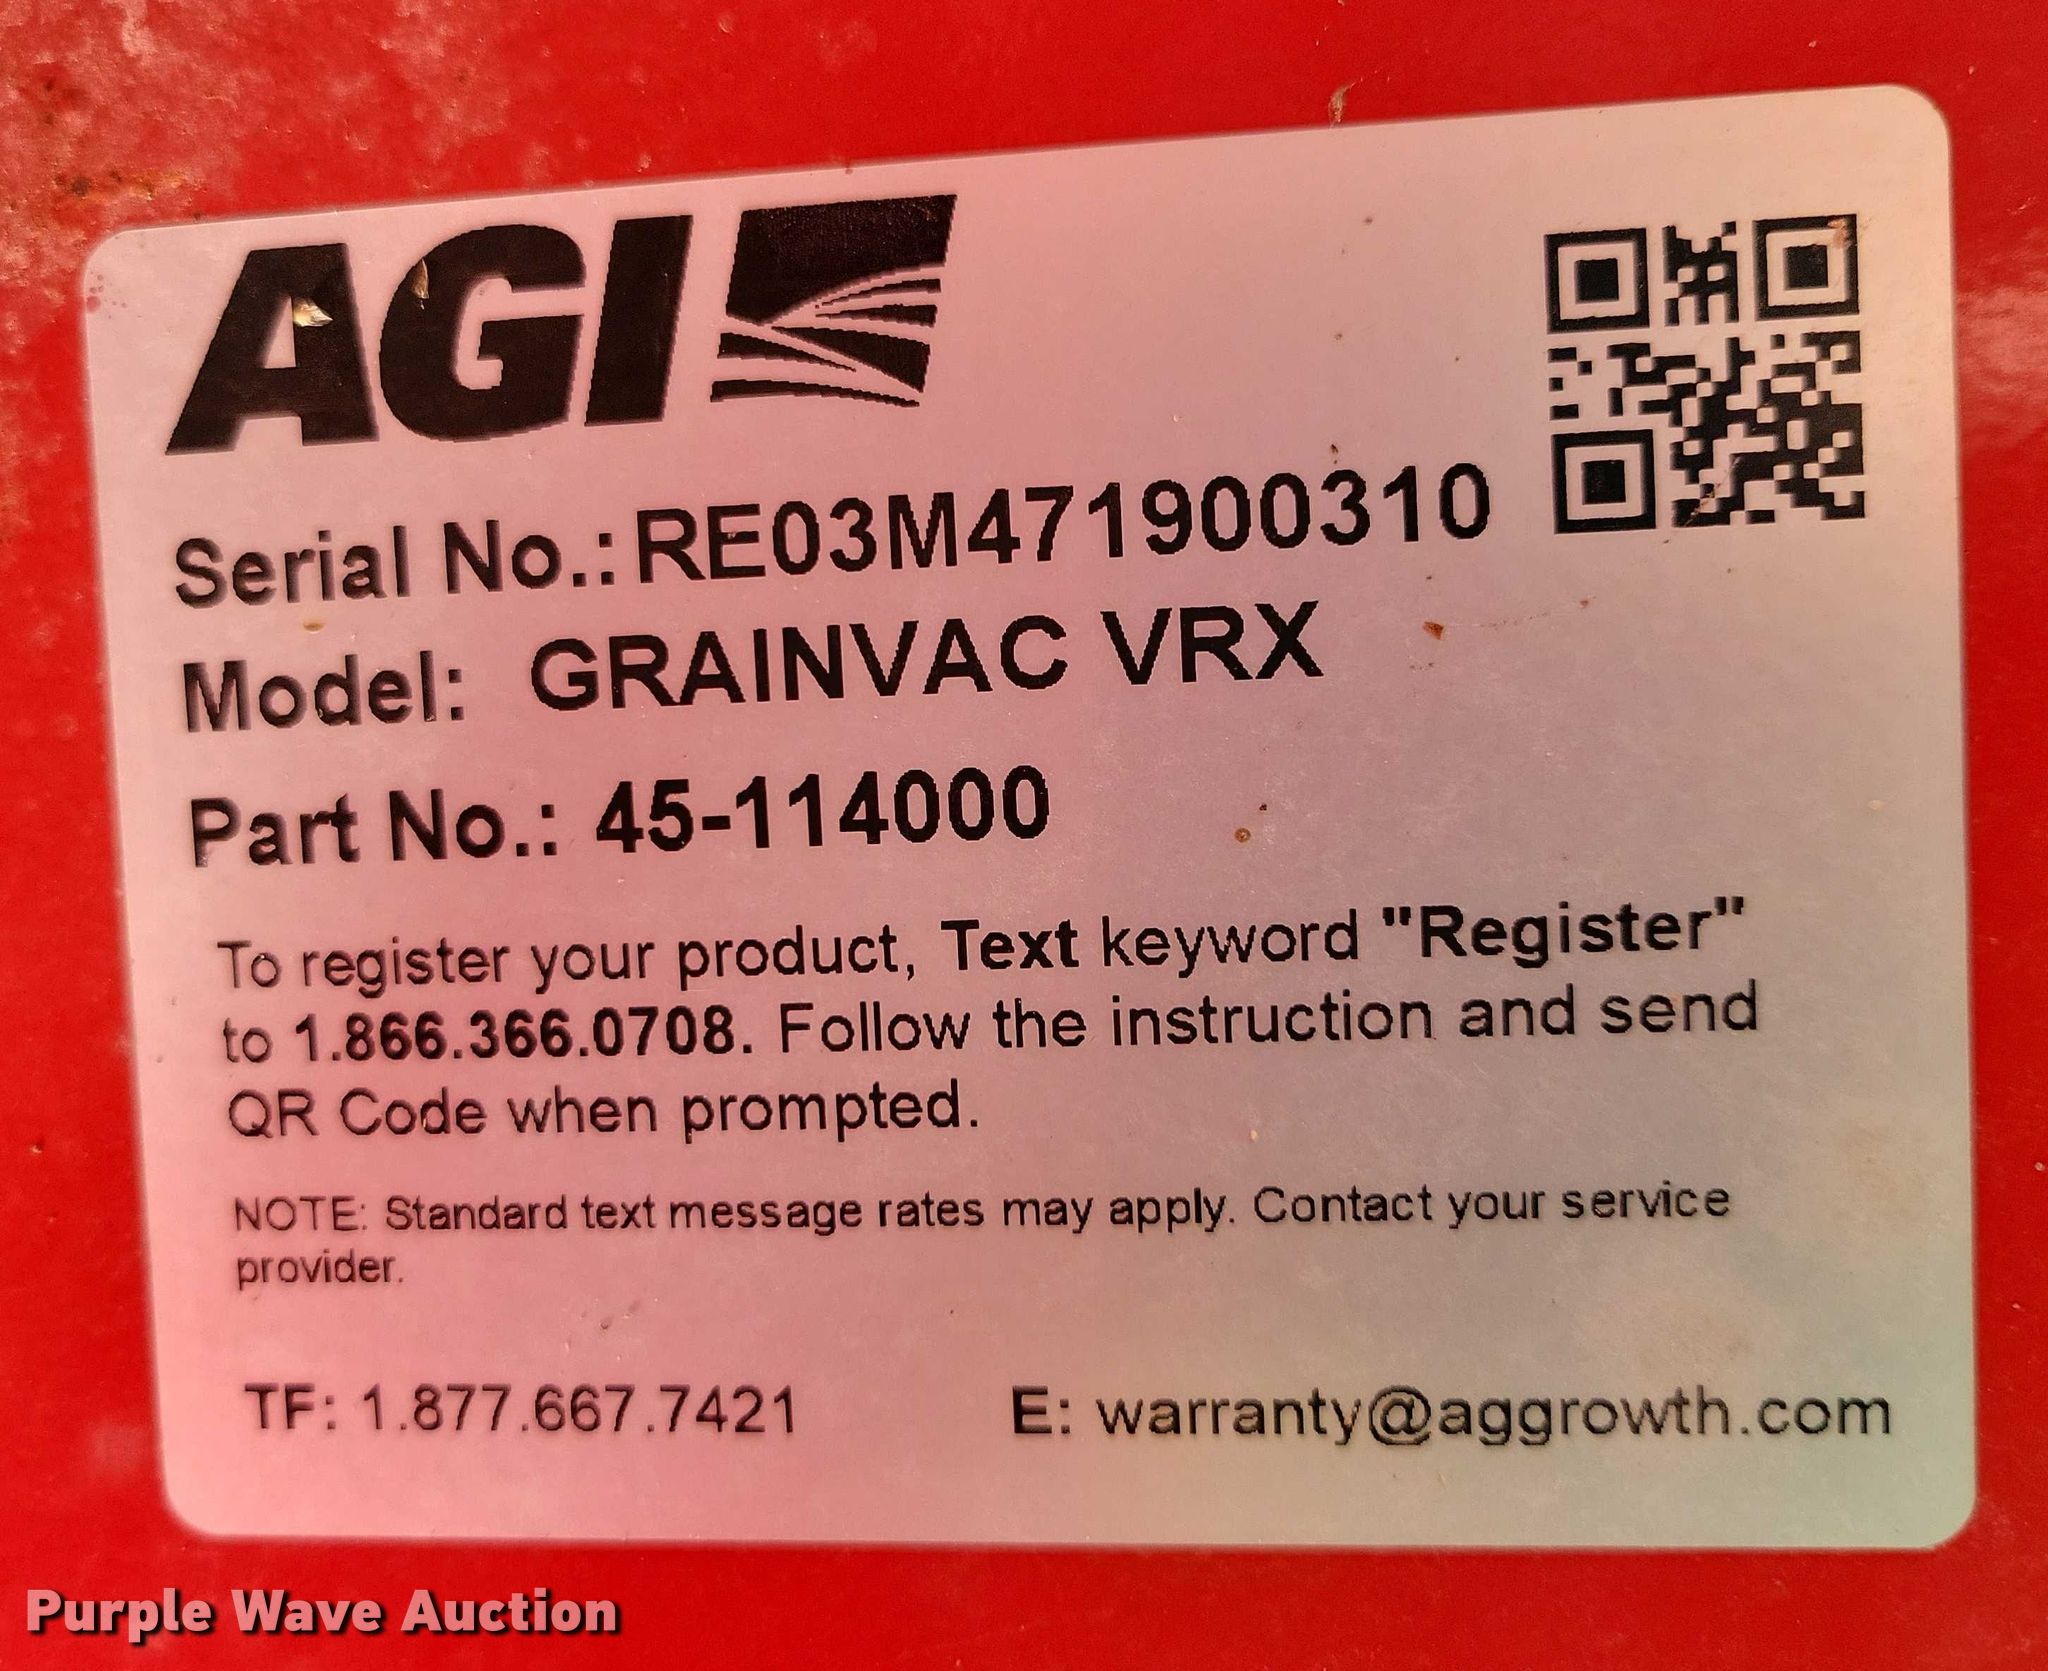 AGI
Serial No.: RE03M471900310
Model: GRAINVAC VRX
Part No.: 45-114000
To register your product, Text keyword "Register"
to 1.866.366.0708. Follow the instruction and send
QR Code when prompted.
NOTE: Standard text message rates may apply. Contact your service
provider.
TF: 1.877.667.7421 E: warranty@aggrowth.com
Purple Wave Auction